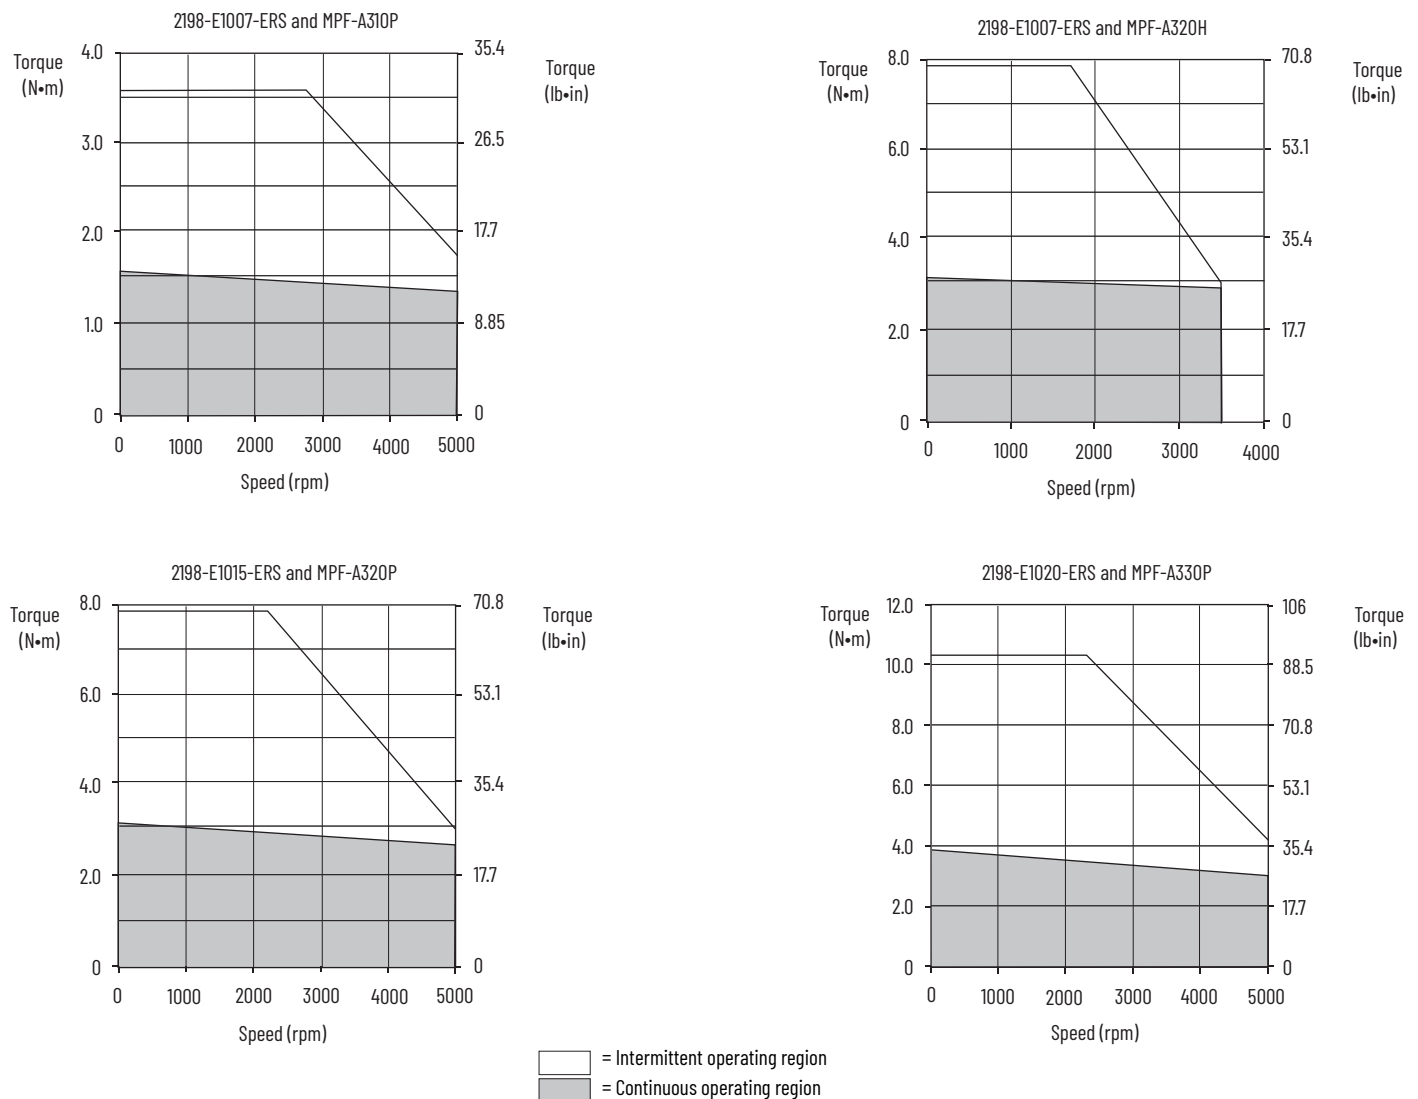 2198-E1007-ERS and MPF-A310P
Torque
(N•m)
4.0
3.0
2.0
1.0
0
35.4
26.5
17.7
8.85
0
Torque
(lb•in)
0 1000 2000 3000 4000 5000
Speed (rpm)
2198-E1007-ERS and MPF-A320H
Torque
(N•m)
8.0
6.0
4.0
2.0
0
70.8
53.1
35.4
17.7
0
Torque
(lb•in)
0 1000 2000 3000 4000
Speed (rpm)
2198-E1015-ERS and MPF-A320P
Torque
(N•m)
8.0
6.0
4.0
2.0
0
70.8
53.1
35.4
17.7
0
Torque
(lb•in)
0 1000 2000 3000 4000 5000
Speed (rpm)
2198-E1020-ERS and MPF-A330P
Torque
(N•m)
12.0
10.0
8.0
6.0
4.0
2.0
0
106
88.5
70.8
53.1
35.4
17.7
0
Torque
(lb•in)
0 1000 2000 3000 4000 5000
Speed (rpm)
= Intermittent operating region
= Continuous operating region